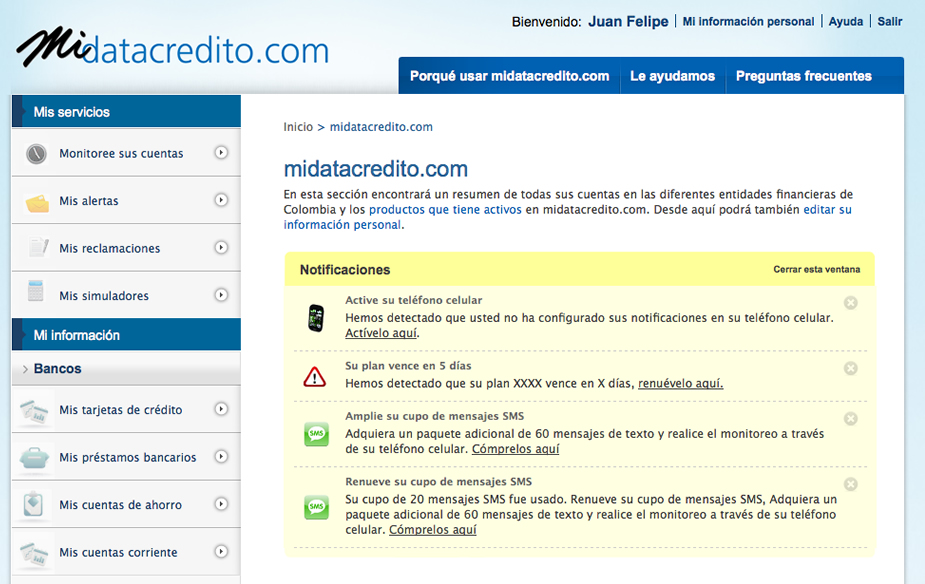 Bienvenido: Juan Felipe | Mi información personal | Ayuda | Salir
Midatacredito.com
Porqué usar midatacredito.com | Le ayudamos | Preguntas frecuentes
Mis servicios
Monitoree sus cuentas
Mis alertas
Mis reclamaciones
Mis simuladores
Mi información
> Bancos
Mis tarjetas de crédito
Mis préstamos bancarios
Mis cuentas de ahorro
Mis cuentas corriente
Inicio > midatacredito.com
midatacredito.com
En esta sección encontrará un resumen de todas sus cuentas en las diferentes entidades financieras de
Colombia y los productos que tiene activos en midatacredito.com. Desde aquí podrá también editar su
información personal.
Notificaciones
Cerrar esta ventana
Active su teléfono celular
Hemos detectado que usted no ha configurado sus notificaciones en su teléfono celular.
Actívelo aquí.
Su plan vence en 5 días
Hemos detectado que su plan XXXX vence en X días, renuévelo aquí.
Amplie su cupo de mensajes SMS
SMS
Adquiera un paquete adicional de 60 mensajes de texto y realice el monitoreo a través
de su teléfono celular. Cómprelos aquí
Renueve su cupo de mensajes SMS
SMS
Su cupo de 20 mensajes SMS fue usado. Renueve su cupo de mensajes SMS, Adquiera un
paquete adicional de 60 mensajes de texto y realice el monitoreo a través de su teléfono
celular. Cómprelos aquí